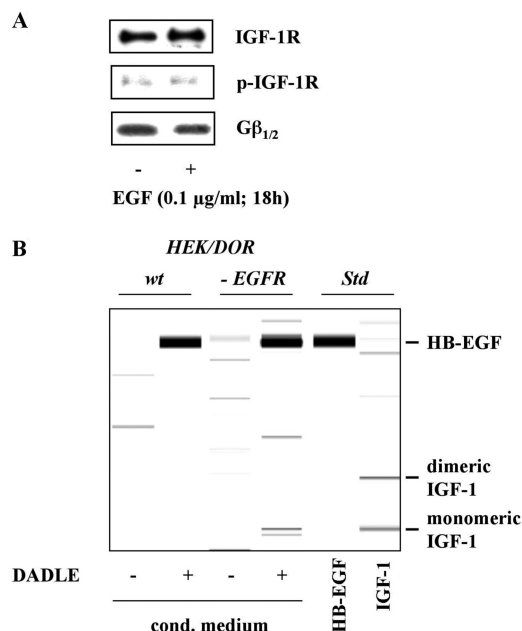 A
IGF-1R
p-IGF-1R
Gβ1/2
- +
EGF (0.1 µg/ml; 18h)
B
HEK/DOR
wt - EGFR Std
HB-EGF
dimeric
IGF-1
monomeric
IGF-1
DADLE - + - + HB-EGF IGF-1
cond. medium